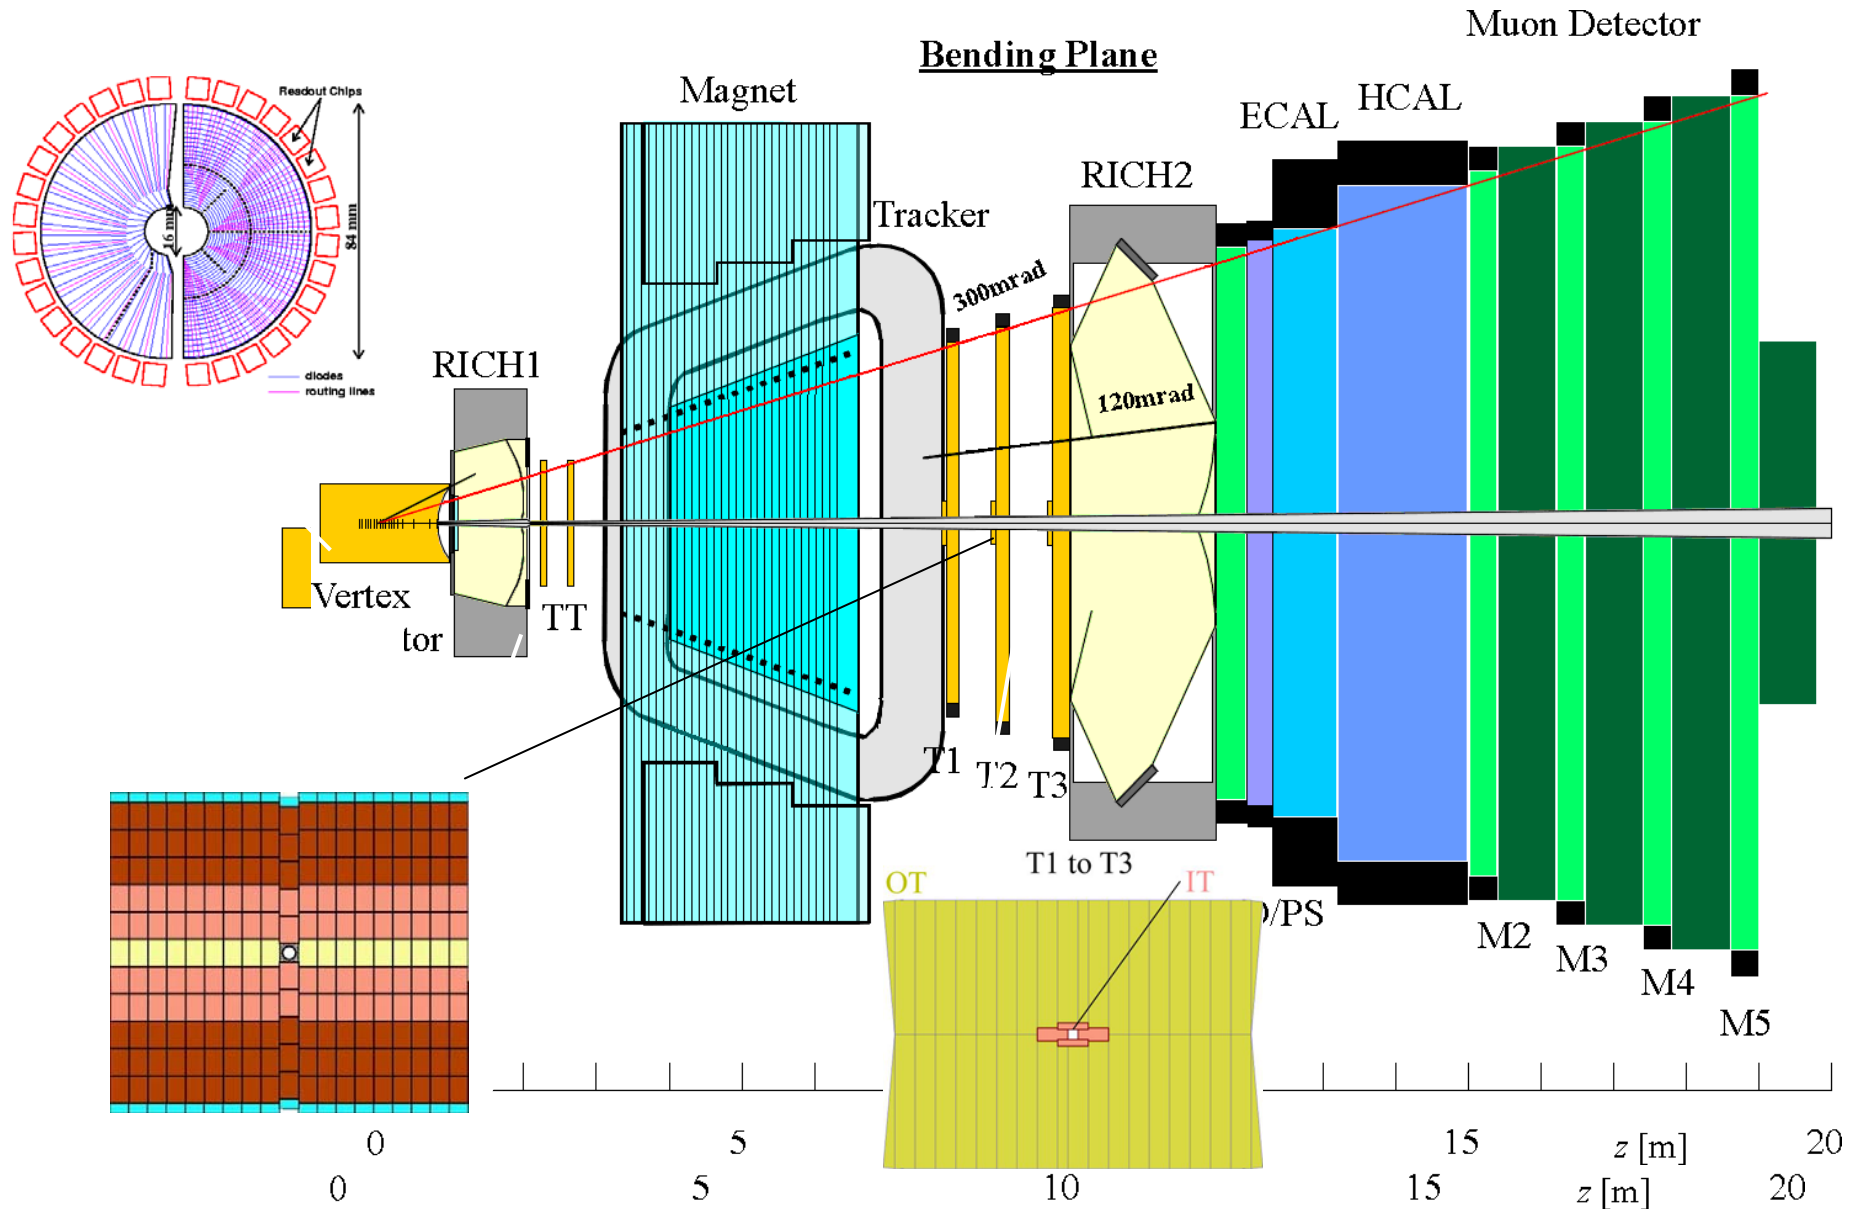 Muon Detector
Bending Plane
Magnet
Readout Chips
ECAL
HCAL
RICH2
Tracker
16 mm
84 mm
300mrad
RICH1
diodes
routing lines
120mrad
Vertex
TT
tor
T1
T2
T3
T1 to T3
OT
IT
/PS
M2
M3
M4
M5
0
5
15
z [m]
20
0
5
10
15
z [m]
20